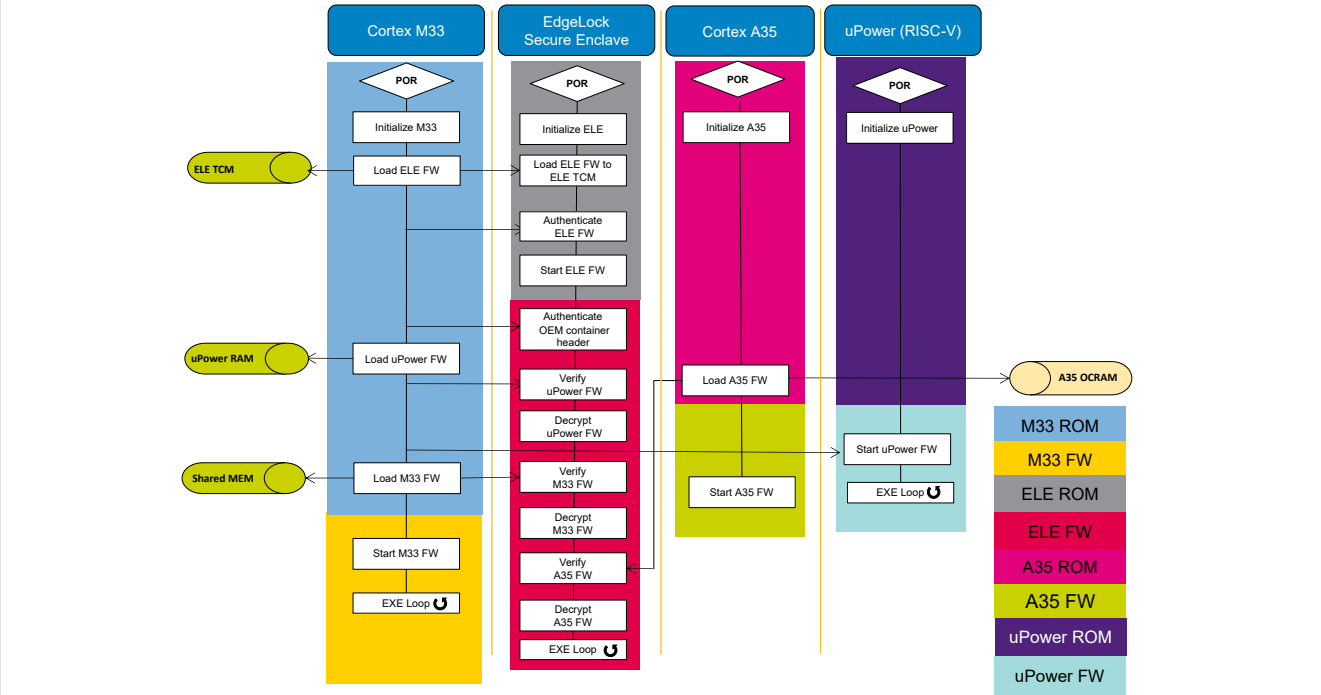 Cortex M33
EdgeLock
Secure Enclave
Cortex A35
uPower (RISC-V)
POR
POR
POR
POR
Initialize M33
Initialize ELE
Initialize A35
Initialize uPower
ELE TCM
Load ELE FW
Load ELE FW to
ELE TCM
Authenticate
ELE FW
Start ELE FW
Authenticate
OEM container
header
uPower RAM
Load uPower FW
Verify
uPower FW
Load A35 FW
A35 OCRAM
Decrypt
uPower FW
Start uPower FW
Shared MEM
Load M33 FW
Verify
M33 FW
Start A35 FW
EXE Loop
Decrypt
M33 FW
Start M33 FW
Verify
A35 FW
EXE Loop
Decrypt
A35 FW
EXE Loop
M33 ROM
M33 FW
ELE ROM
ELE FW
A35 ROM
A35 FW
uPower ROM
uPower FW